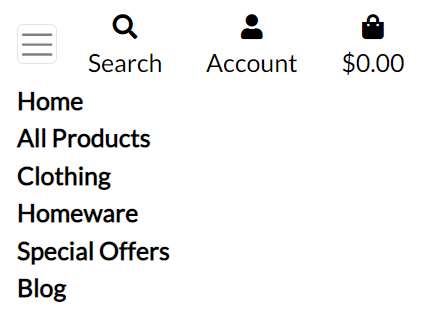 Search Account $0.00
Home
All Products
Clothing
Homeware
Special Offers
Blog